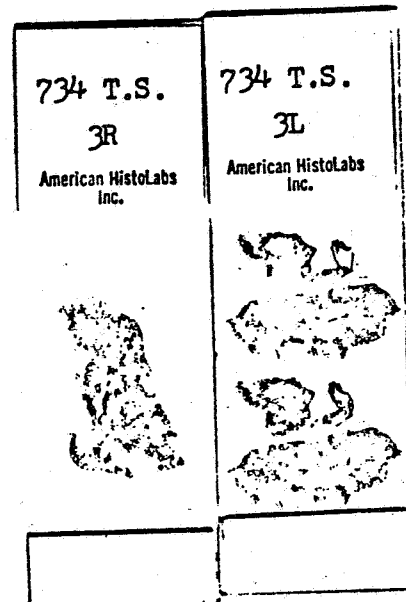 734 T.S.
3R
American HistoLabs
Inc.
734 T.S.
3L
American HistoLabs
Inc.